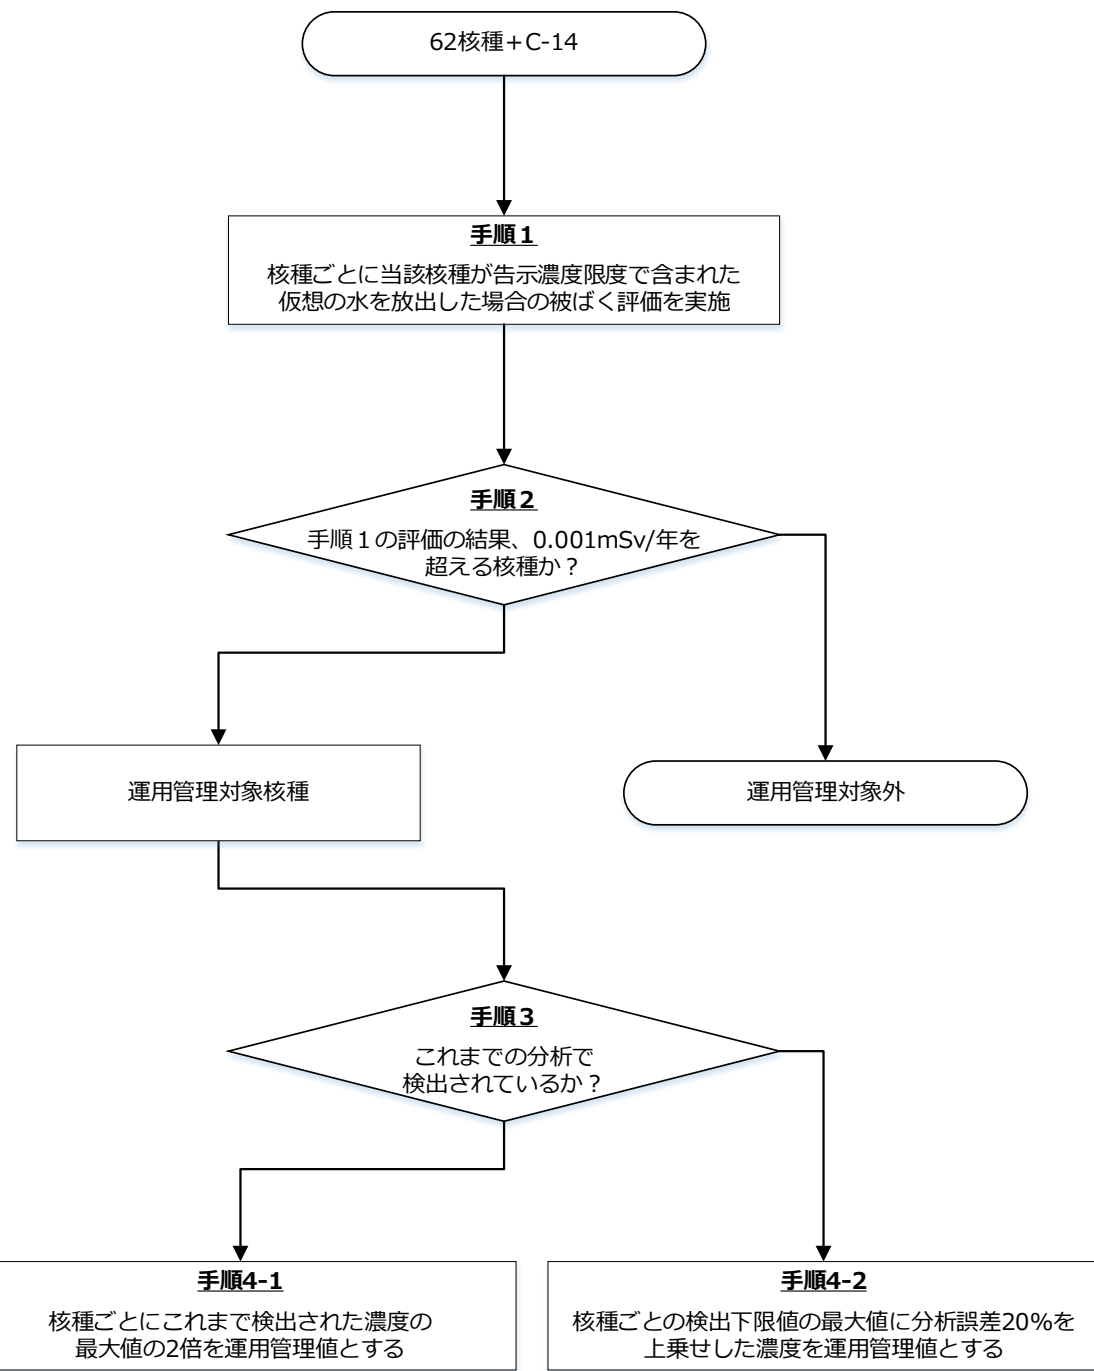 62核種+C-14
手順１
核種ごとに当該核種が告示濃度限度で含まれた
仮想の水を放出した場合の被ばく評価を実施
手順２
手順１の評価の結果、0.001mSv/年を
超える核種か？
運用管理対象核種
運用管理対象外
手順３
これまでの分析で
検出されているか？
手順4-1
核種ごとにこれまで検出された濃度の
最大値の2倍を運用管理値とする
手順4-2
核種ごとの検出下限値の最大値に分析誤差20%を
上乗せした濃度を運用管理値とする